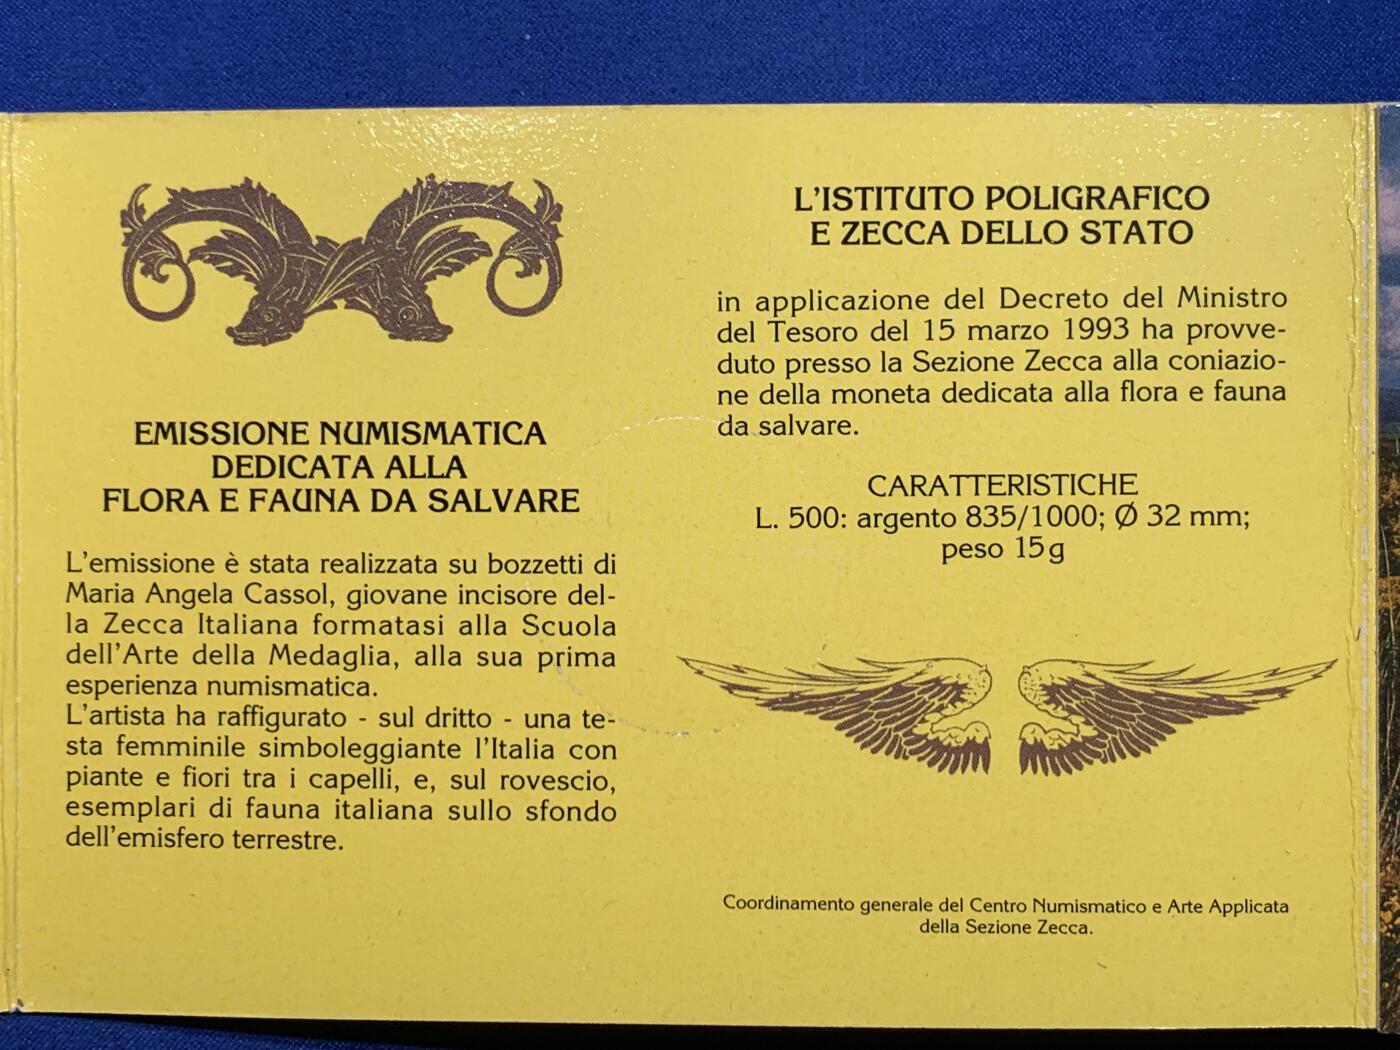 EMISSIONE NUMISMATICA
DEDICATA ALLA
FLORA E FAUNA DA SALVARE
L'emissione è stata realizzata su bozzetti di
Maria Angela Cassol, giovane incisore del-
la Zecca Italiana formatasi alla Scuola
dell'Arte della Medaglia, alla sua prima
esperienza numismatica.
L'artista ha raffigurato - sul dritto - una te-
sta femminile simboleggiante l'Italia con
piante e fiori tra i capelli, e, sul rovescio,
esemplari di fauna italiana sullo sfondo
dell'emisfero terrestre.
L'ISTITUTO POLIGRAFICO
E ZECCA DELLO STATO
in applicazione del Decreto del Ministro
del Tesoro del 15 marzo 1993 ha provve-
duto presso la Sezione Zecca alla coniazio-
ne della moneta dedicata alla flora e fauna
da salvare.
CARATTERISTICHE
L. 500: argento 835/1000; Ø 32 mm;
peso 15 g
Coordinamento generale del Centro Numismatico e Arte Applicata
della Sezione Zecca.